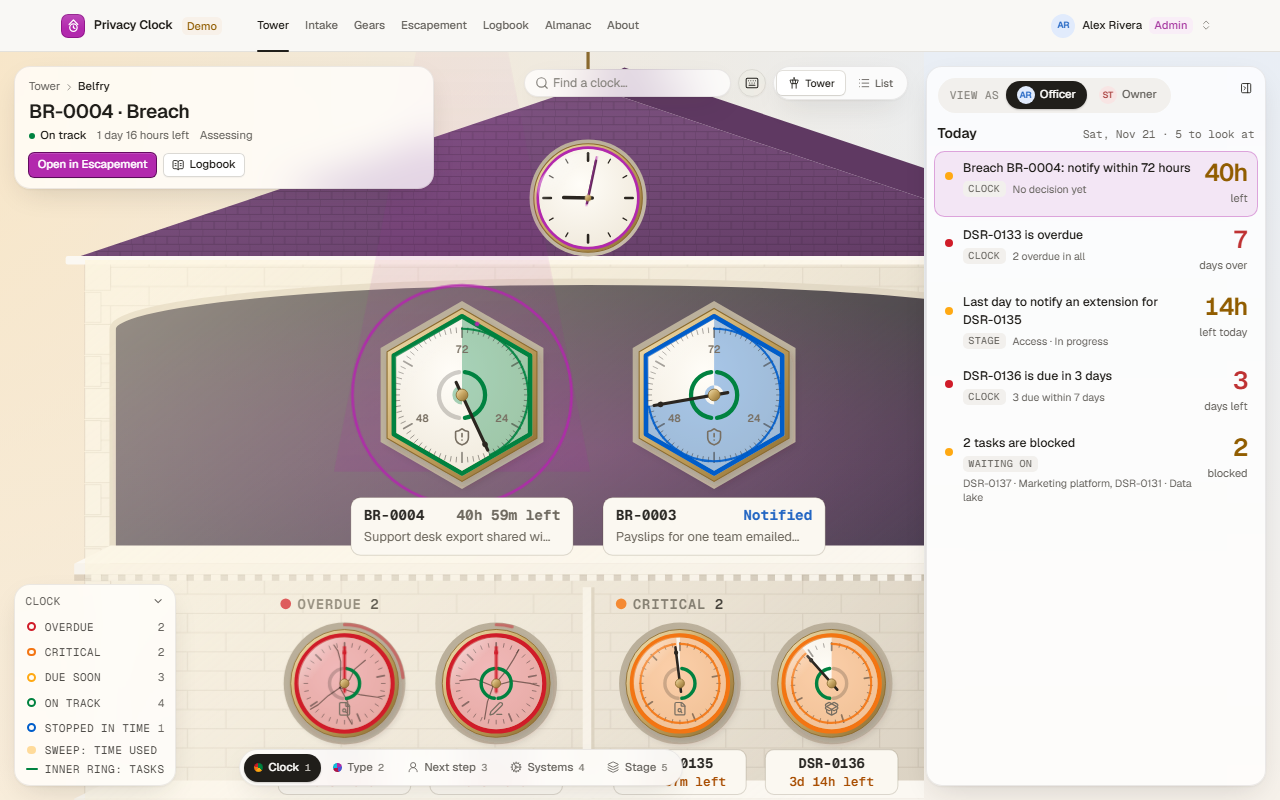 Privacy Clock Demo
Tower Intake Gears Escapement Logbook Almanac About
AR Alex Rivera Admin
Tower › Belfry
BR-0004 · Breach
On track 1 day 16 hours left Assessing
Open in Escapement Logbook
Find a clock...
Tower List
VIEW AS AR Officer ST Owner
Today Sat, Nov 21 · 5 to look at
Breach BR-0004: notify within 72 hours 40h
CLOCK No decision yet left
DSR-0133 is overdue 7
CLOCK 2 overdue in all days over
Last day to notify an extension for 14h
DSR-0135 left today
STAGE Access · In progress
DSR-0136 is due in 3 days 3
CLOCK 3 due within 7 days days left
2 tasks are blocked 2
WAITING ON blocked
DSR-0137 · Marketing platform, DSR-0131 · Data
lake
72 24 48
72 24 48
BR-0004 40h 59m left
Support desk export shared wi…
BR-0003 Notified
Payslips for one team emailed…
OVERDUE 2
CRITICAL 2
CLOCK
OVERDUE 2
CRITICAL 2
DUE SOON 3
ON TRACK 4
STOPPED IN TIME 1
SWEEP: TIME USED
INNER RING: TASKS
Clock 1 Type 2 Next step 3 Systems 4 Stage 5
0135
7m left
DSR-0136
3d 14h left